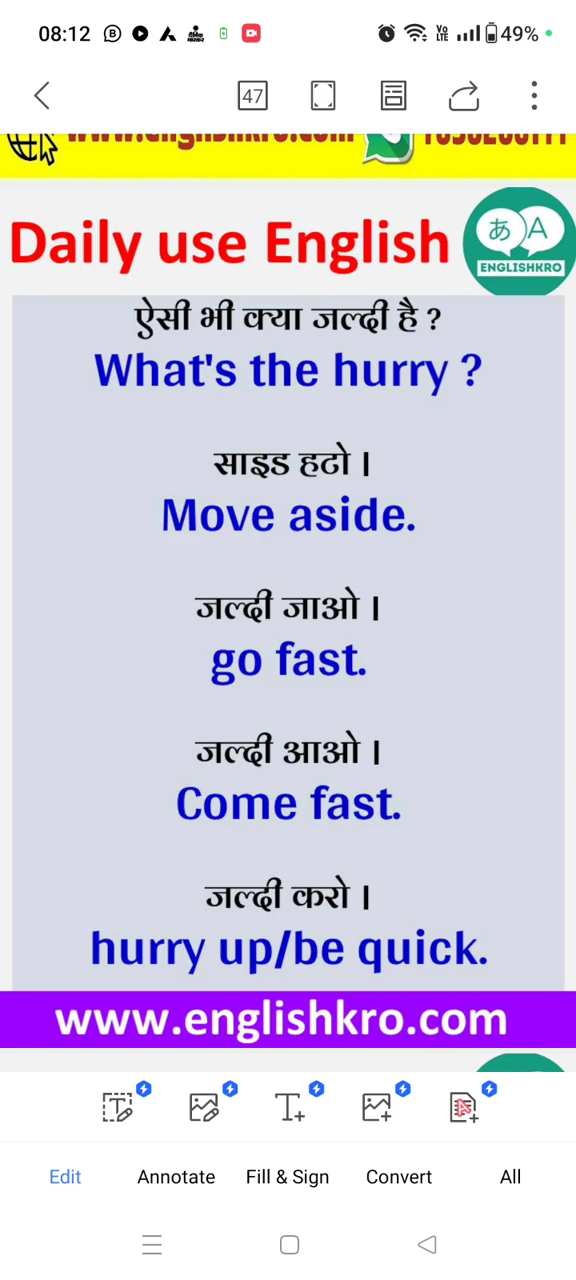 08:12 49%
47
Daily use English
あ A
ENGLISHKRO
ऐसी भी क्या जल्दी है ?
What's the hurry ?
साइड हटो ।
Move aside.
जल्दी जाओ ।
go fast.
जल्दी आओ ।
Come fast.
जल्दी करो ।
hurry up/be quick.
www.englishkro.com
Edit Annotate Fill & Sign Convert All